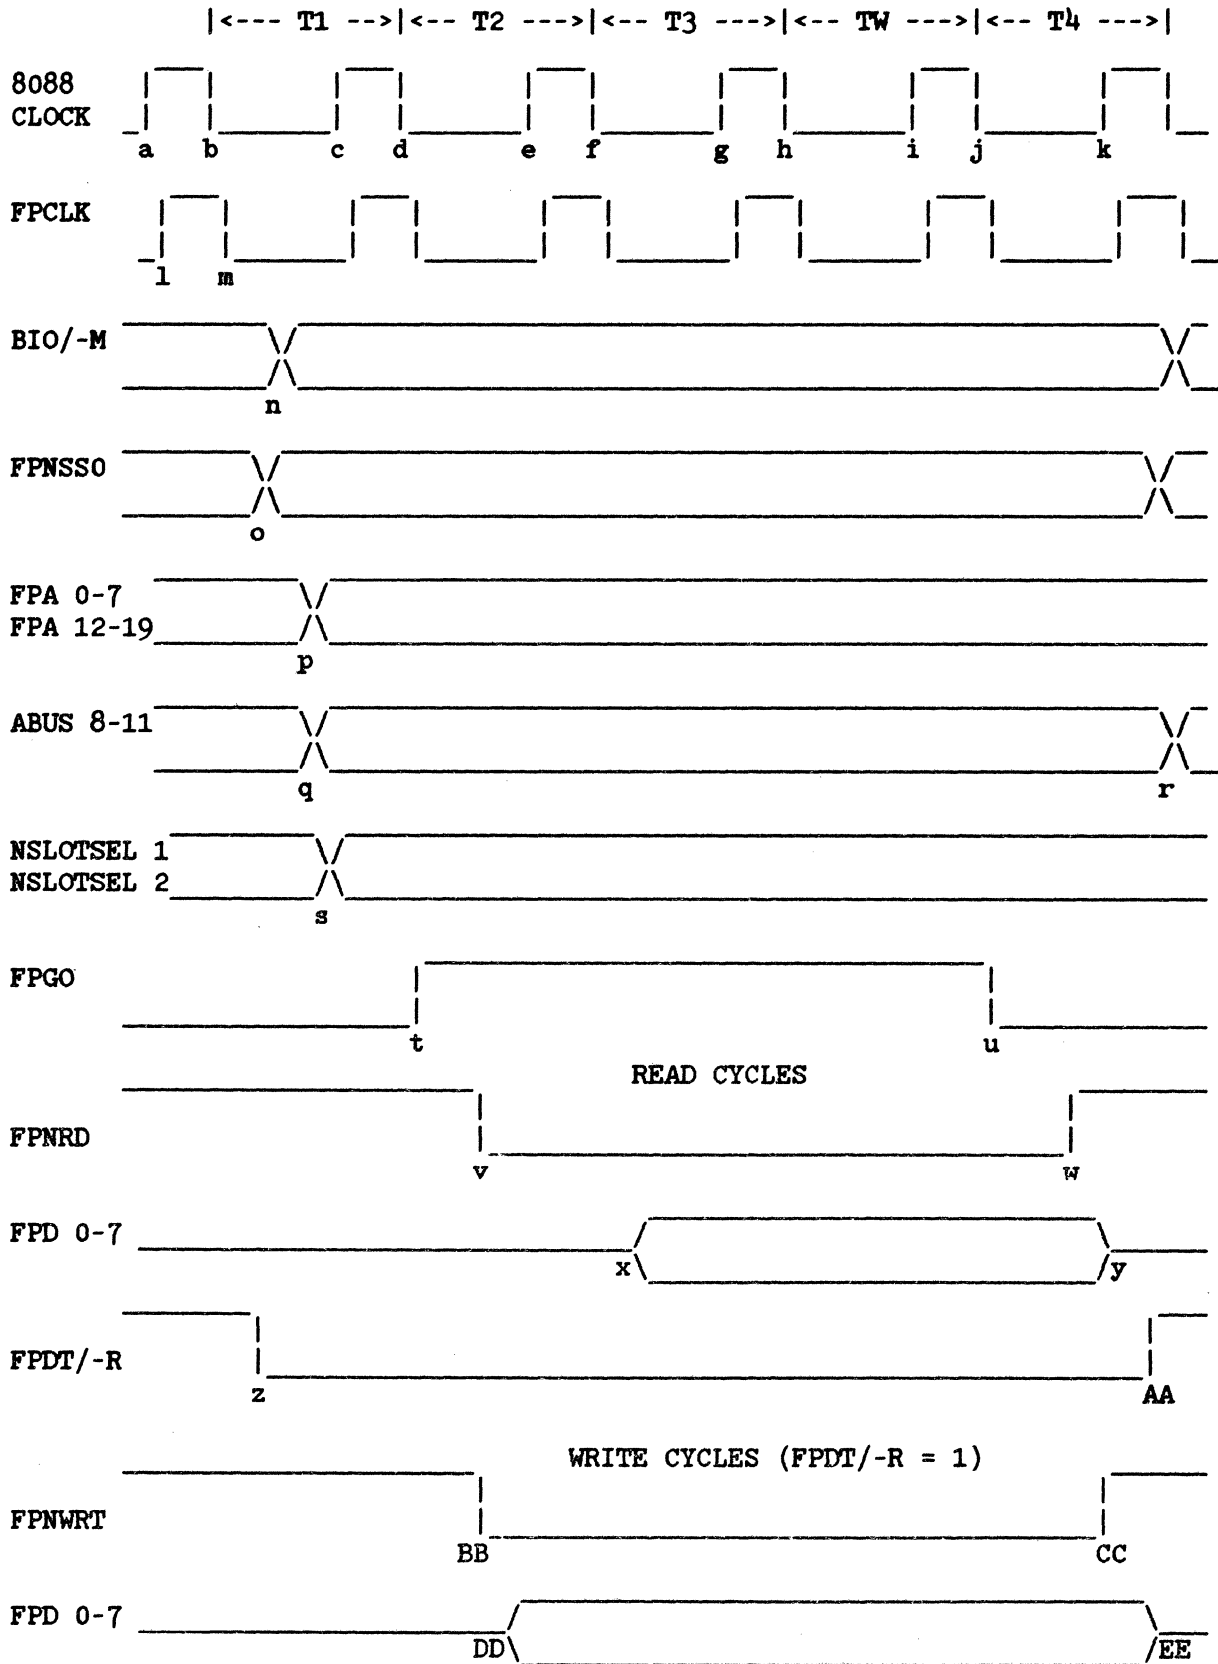 |<--- T1 --->|<--- T2 --->|<--- T3 --->|<-- TW --->|<-- T4 --->|
8088
CLOCK
a b c d e f g h i j k
FPCLK
l m
BIO/-M
n
FPNSSO
o
FPA 0-7
FPA 12-19
p
ABUS 8-11
q r
NSLOTSEL 1
NSLOTSEL 2
s
FPGO
t u
READ CYCLES
FPNRD
v w
FPD 0-7
x y
FPDT/-R
z AA
WRITE CYCLES (FPDT/-R = 1)
FPNWRT
BB CC
FPD 0-7
DD EE